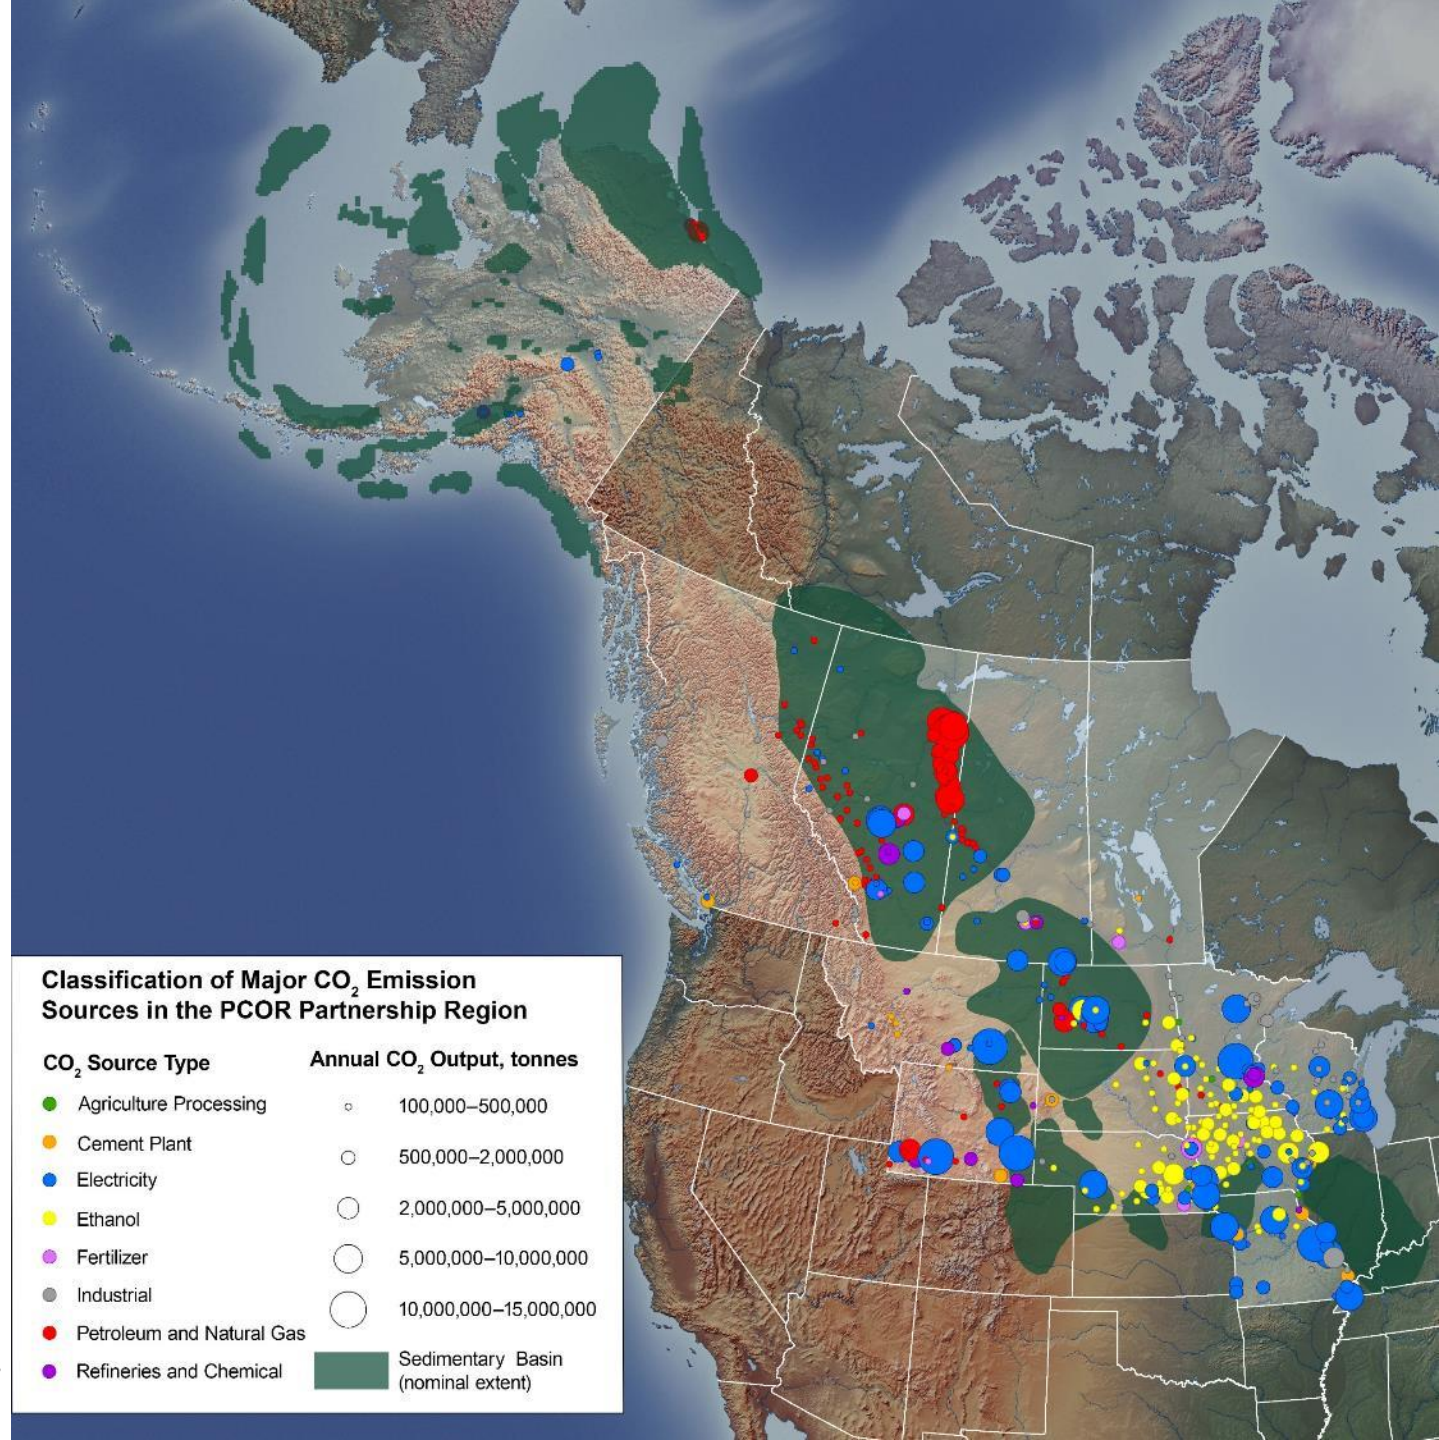 Classification of Major CO2 Emission
Sources in the PCOR Partnership Region
CO2 Source Type
Agriculture Processing
Cement Plant
Electricity
Ethanol
Fertilizer
Industrial
Petroleum and Natural Gas
Refineries and Chemical
Annual CO2 Output, tonnes
100,000–500,000
500,000–2,000,000
2,000,000–5,000,000
5,000,000–10,000,000
10,000,000–15,000,000
Sedimentary Basin
(nominal extent)